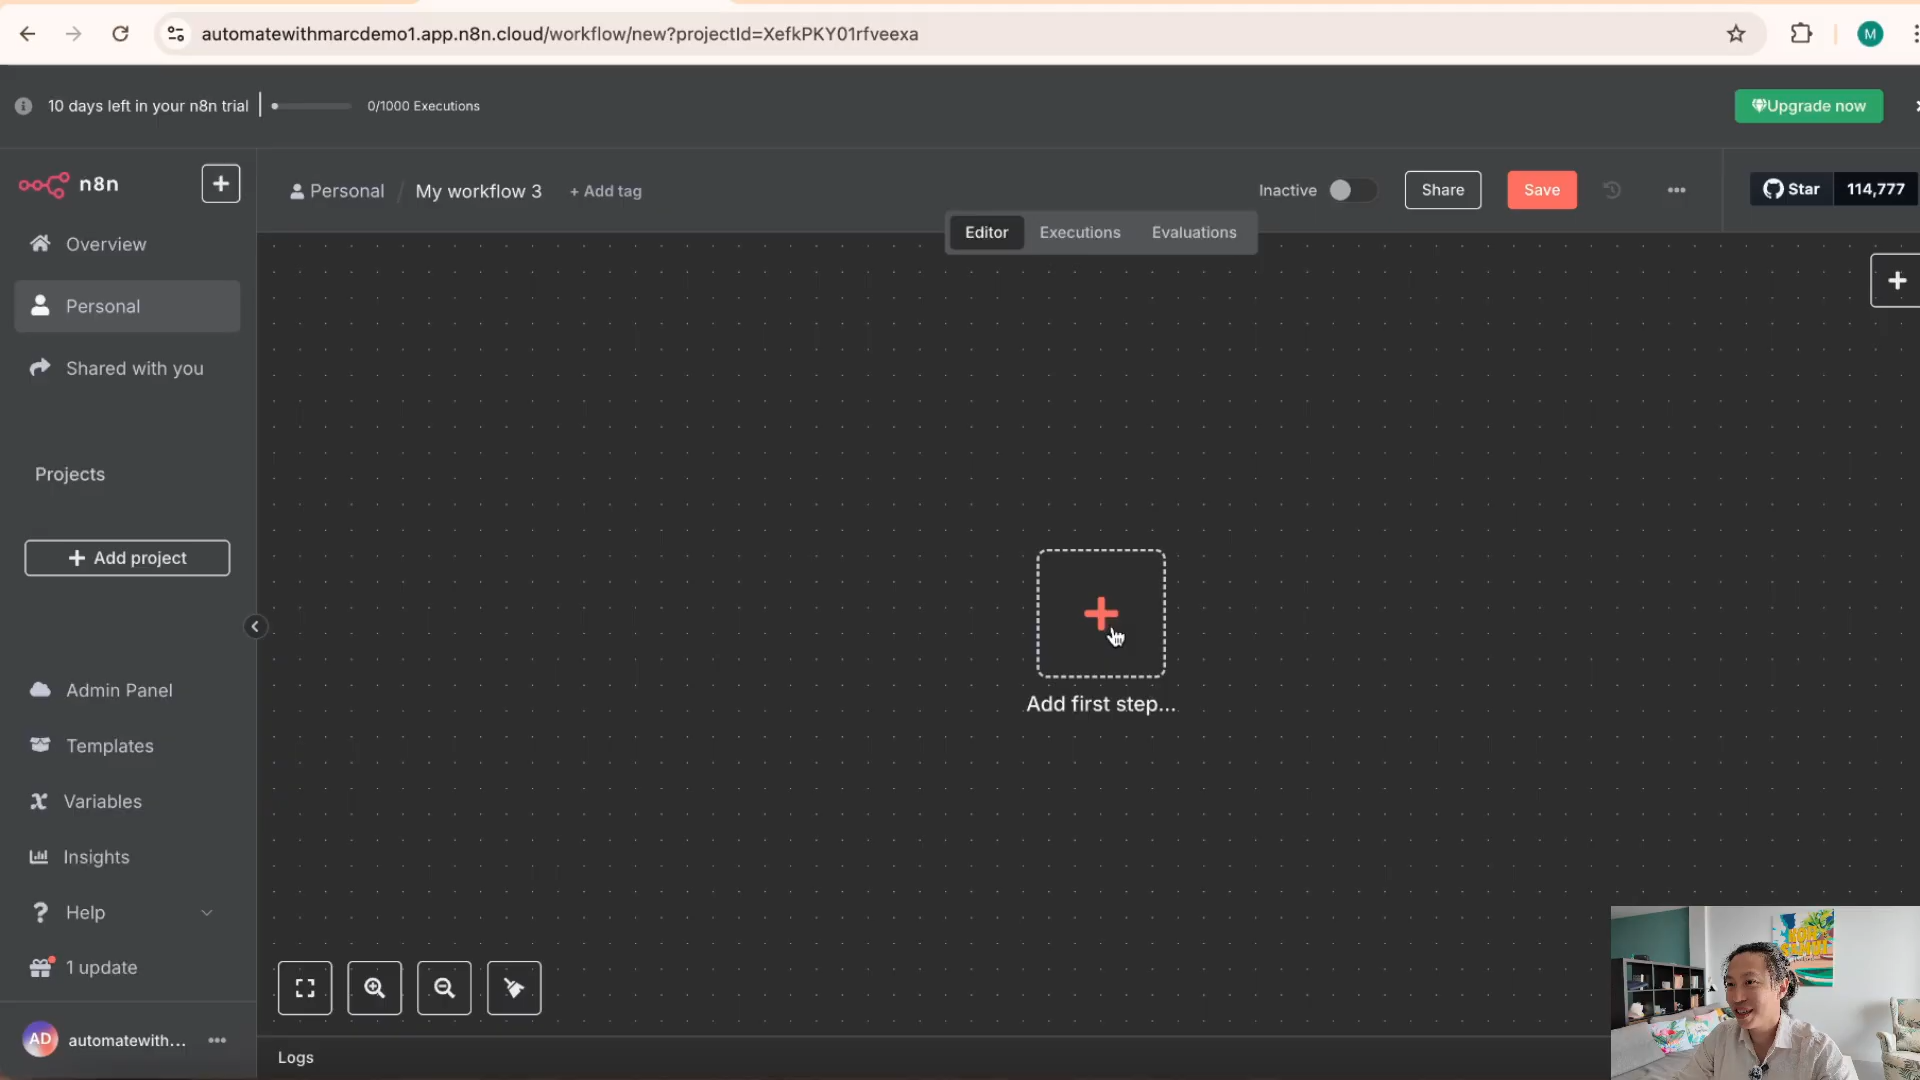 automatewithmarcdemo1.app.n8n.cloud/workflow/new?projectId=XefkPKY01rfveexa
M
10 days left in your n8n trial
0/1000 Executions
Upgrade now
n8n
Personal / My workflow 3
+ Add tag
Inactive
Share
Save
Star
114,777
Editor
Executions
Evaluations
Overview
Personal
Shared with you
Projects
Add project
Add first step...
Admin Panel
Templates
Variables
Insights
Help
1 update
AD
automatewith...
Logs
KOH
SAMUI